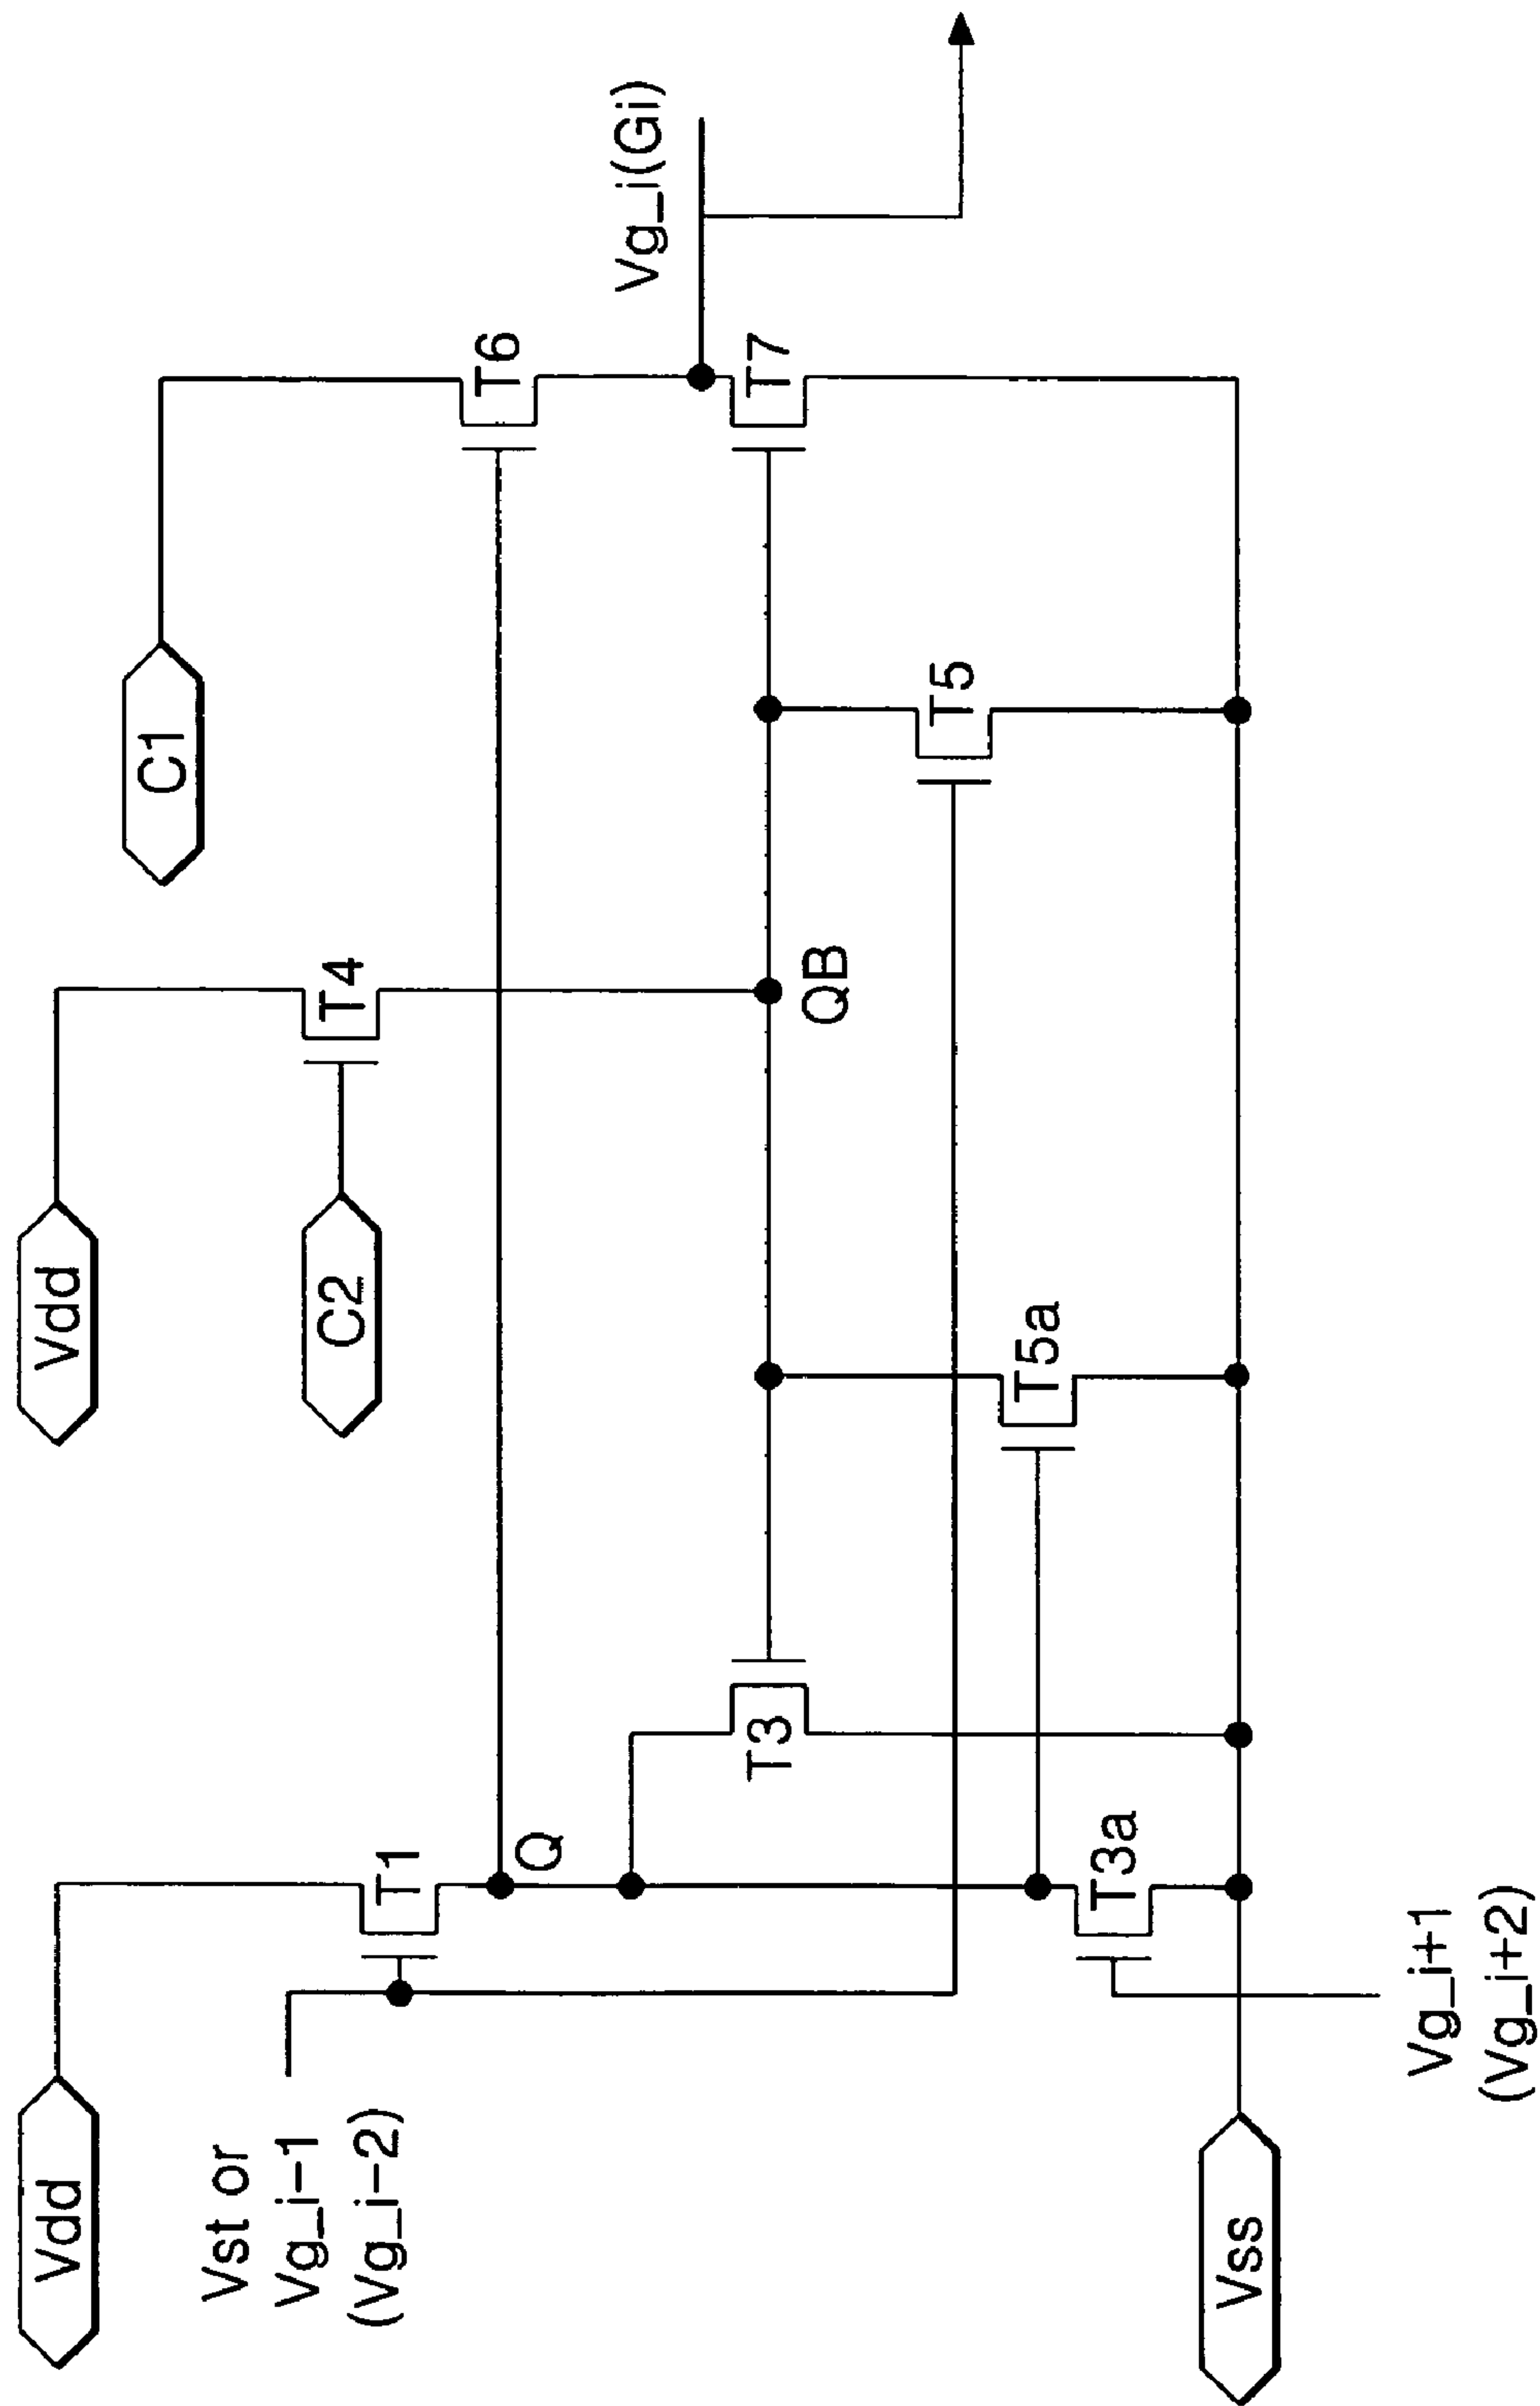 Vdd
Vdd
C1
C2
T4
T6
Vg_i(Gi)
Vst or
Vg_i-1
(Vg_i-2)
T1
Q
QB
T7
T3
T5
T5a
T3a
Vss
Vg_i+1
(Vg_i+2)